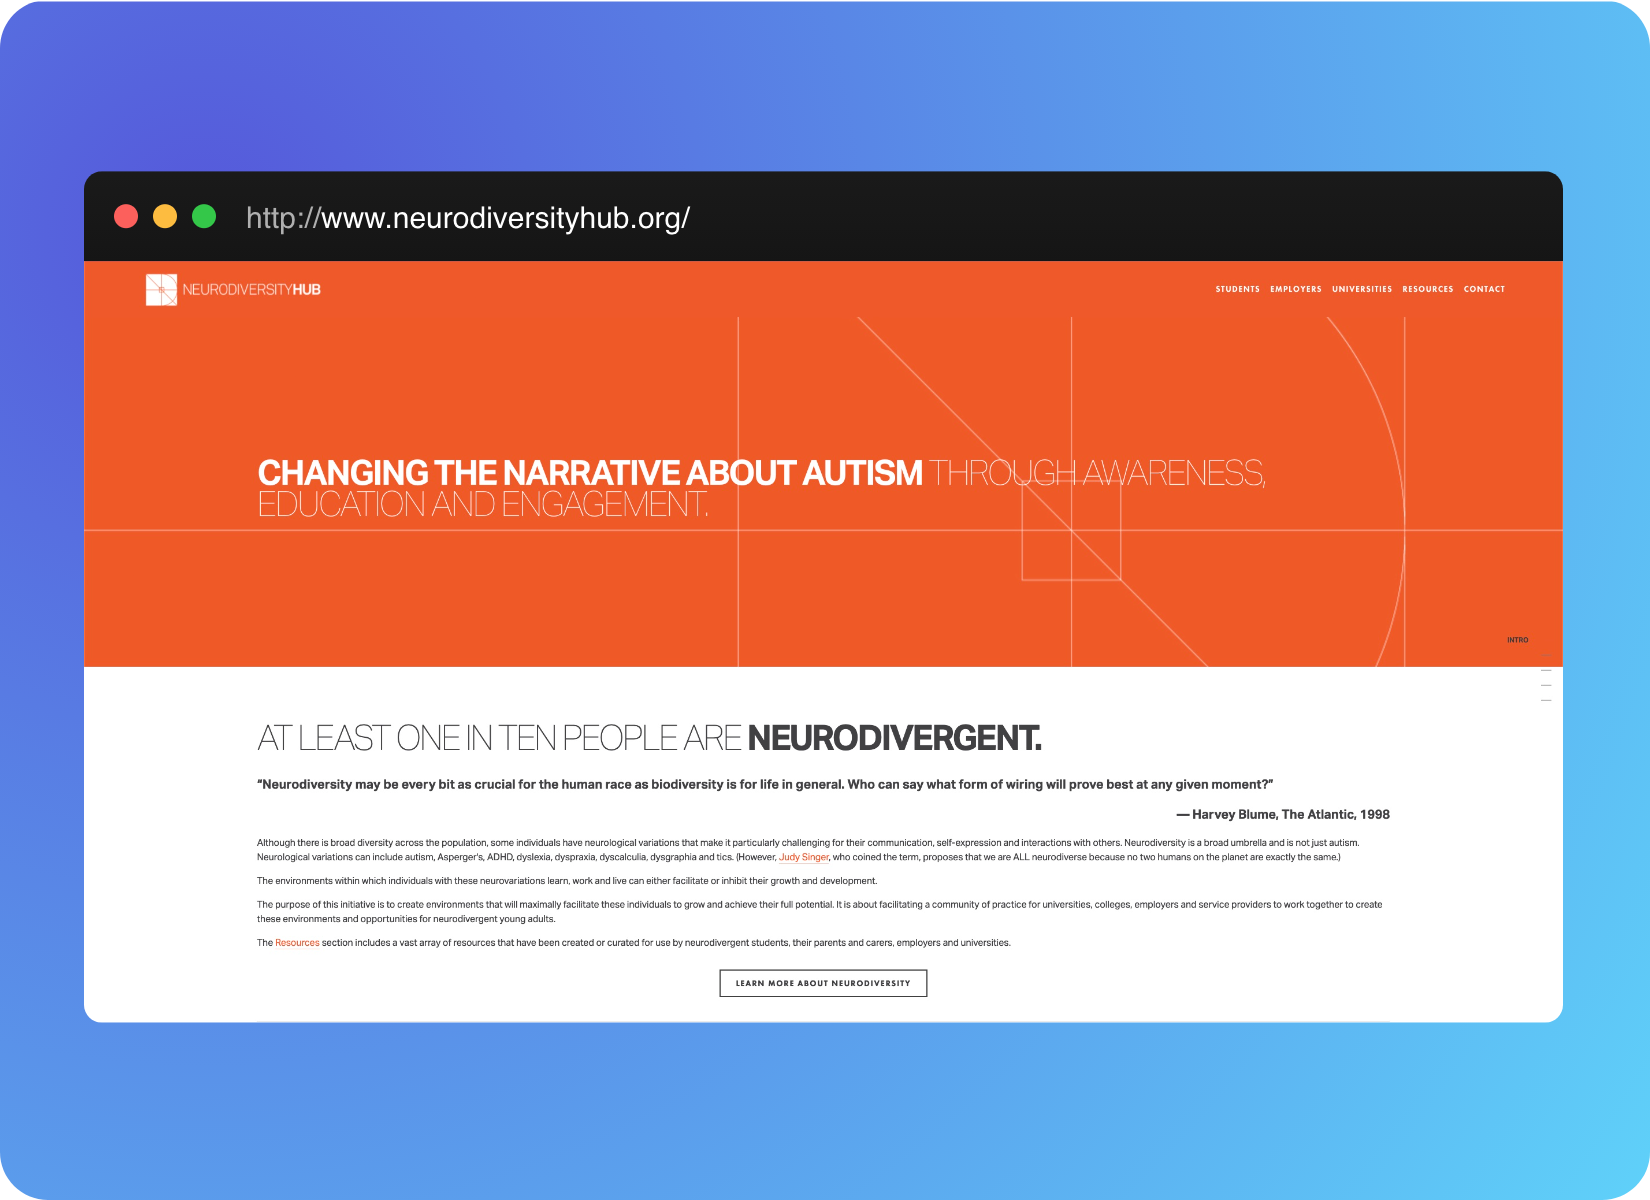 http://www.neurodiversityhub.org/
NEURODIVERSITYHUB
STUDENTS EMPLOYERS UNIVERSITIES RESOURCES CONTACT
CHANGING THE NARRATIVE ABOUT AUTISM THROUGH AWARENESS,
EDUCATION AND ENGAGEMENT.
INTRO
AT LEAST ONE IN TEN PEOPLE ARE NEURODIVERGENT.
“Neurodiversity may be every bit as crucial for the human race as biodiversity is for life in general. Who can say what form of wiring will prove best at any given moment?”
— Harvey Blume, The Atlantic, 1998
Although there is broad diversity across the population, some individuals have neurological variations that make it particularly challenging for their communication, self-expression and interactions with others. Neurodiversity is a broad umbrella and is not just autism.
Neurological variations can include autism, Asperger's, ADHD, dyslexia, dyspraxia, dyscalculia, dysgraphia and tics. (However, Judy Singer, who coined the term, proposes that we are ALL neurodiverse because no two humans on the planet are exactly the same.)
The environments within which individuals with these neurovariations learn, work and live can either facilitate or inhibit their growth and development.
The purpose of this initiative is to create environments that will maximally facilitate these individuals to grow and achieve their full potential. It is about facilitating a community of practice for universities, colleges, employers and service providers to work together to create
these environments and opportunities for neurodivergent young adults.
The Resources section includes a vast array of resources that have been created or curated for use by neurodivergent students, their parents and carers, employers and universities.
LEARN MORE ABOUT NEURODIVERSITY